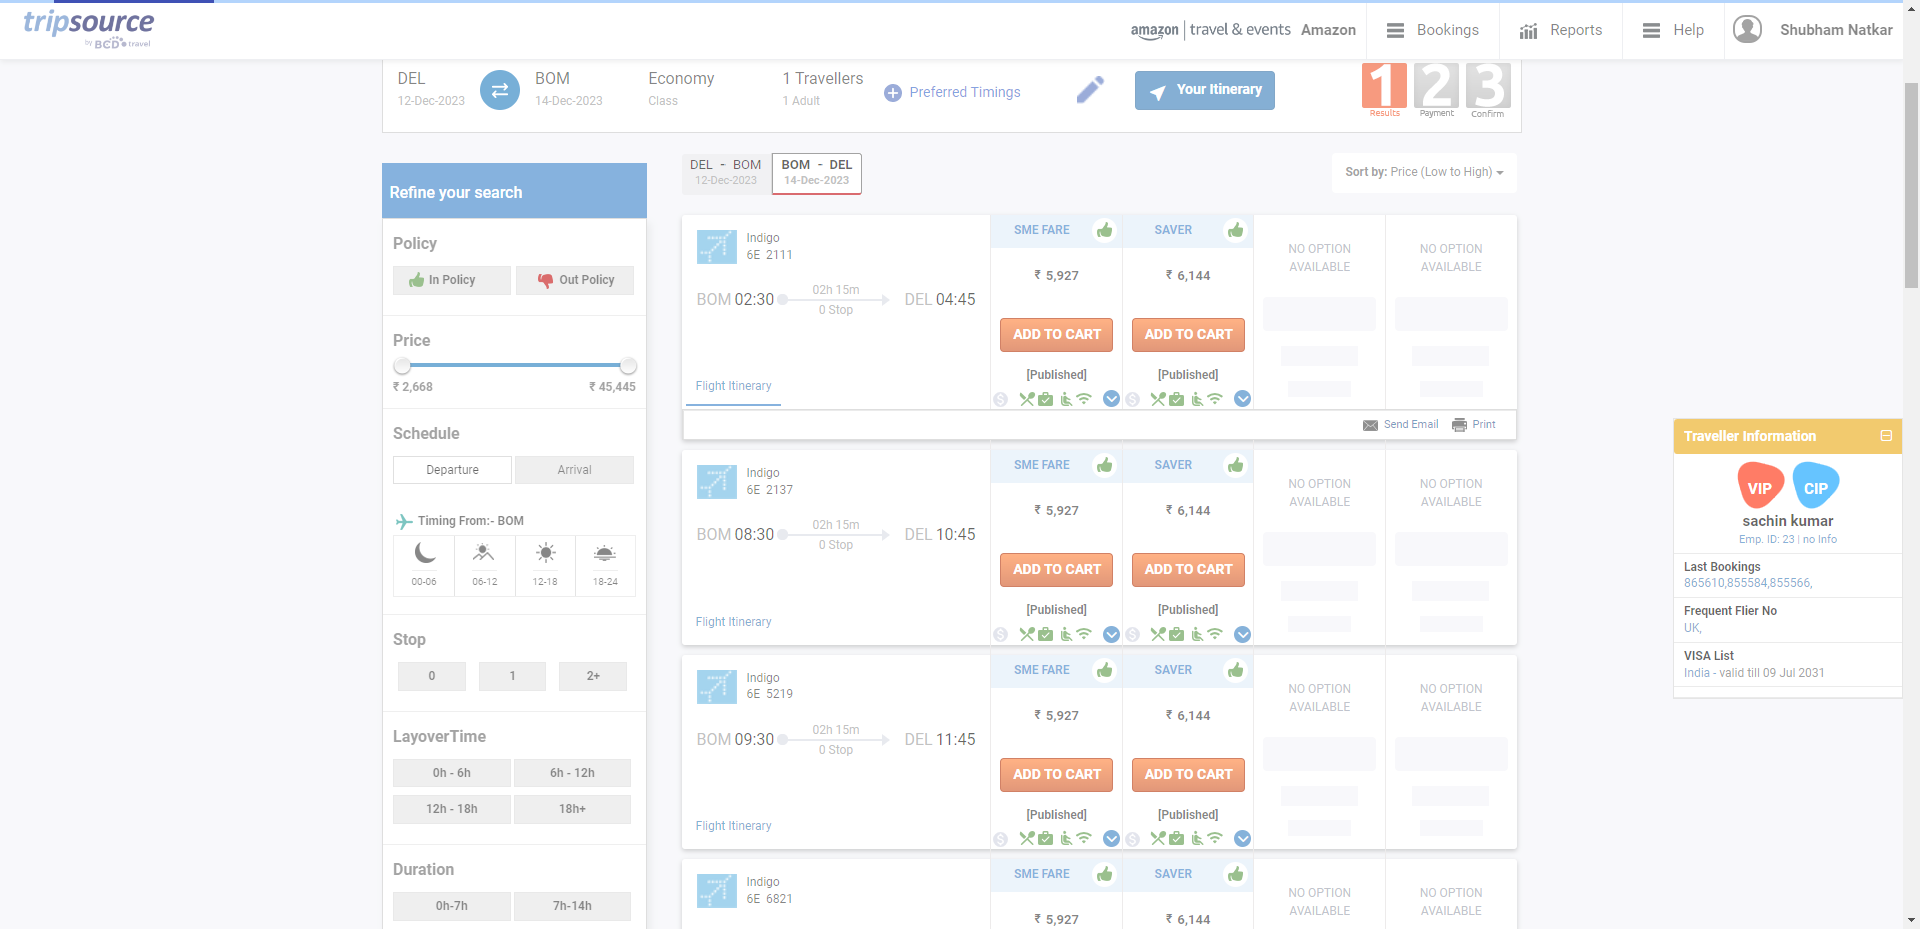 tripsource
by BCD travel
amazon | travel & events Amazon
Bookings
Reports
Help
Shubham Natkar
DEL
12-Dec-2023
BOM
14-Dec-2023
Economy
Class
1 Travellers
1 Adult
Preferred Timings
Your Itinerary
1 Results
2 Payment
3 Confirm
Refine your search
Policy
In Policy
Out Policy
Price
₹ 2,668
₹ 45,445
Schedule
Departure
Arrival
Timing From:- BOM
00-06
06-12
12-18
18-24
Stop
0
1
2+
LayoverTime
0h - 6h
6h - 12h
12h - 18h
18h+
Duration
0h-7h
7h-14h
DEL - BOM
12-Dec-2023
BOM - DEL
14-Dec-2023
Sort by: Price (Low to High)
Indigo
6E 2111
BOM 02:30
02h 15m
0 Stop
DEL 04:45
Flight Itinerary
SME FARE
₹ 5,927
ADD TO CART
[Published]
SAVER
₹ 6,144
ADD TO CART
[Published]
NO OPTION
AVAILABLE
NO OPTION
AVAILABLE
Send Email
Print
Indigo
6E 2137
BOM 08:30
02h 15m
0 Stop
DEL 10:45
Flight Itinerary
SME FARE
₹ 5,927
ADD TO CART
[Published]
SAVER
₹ 6,144
ADD TO CART
[Published]
NO OPTION
AVAILABLE
NO OPTION
AVAILABLE
Indigo
6E 5219
BOM 09:30
02h 15m
0 Stop
DEL 11:45
Flight Itinerary
SME FARE
₹ 5,927
ADD TO CART
[Published]
SAVER
₹ 6,144
ADD TO CART
[Published]
NO OPTION
AVAILABLE
NO OPTION
AVAILABLE
Indigo
6E 6821
SME FARE
₹ 5,927
SAVER
₹ 6,144
NO OPTION
AVAILABLE
NO OPTION
AVAILABLE
Traveller Information
VIP
CIP
sachin kumar
Emp. ID: 23 | no Info
Last Bookings
865610,855584,855566,
Frequent Flier No
UK,
VISA List
India - valid till 09 Jul 2031